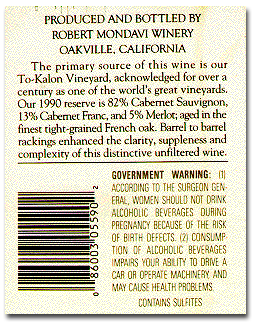 PRODUCED AND BOTTLED BY
ROBERT MONDAVI WINERY
OAKVILLE, CALIFORNIA
The primary source of this wine is our
To-Kalon Vineyard, acknowledged for over a
century as one of the world's great vineyards.
Our 1990 reserve is 82% Cabernet Sauvignon,
13% Cabernet Franc, and 5% Merlot; aged in the
finest tight-grained French oak. Barrel to barrel
rackings enhanced the clarity, suppleness and
complexity of this distinctive unfiltered wine.
GOVERNMENT WARNING: (1)
ACCORDING TO THE SURGEON GEN-
ERAL, WOMEN SHOULD NOT DRINK
ALCOHOLIC BEVERAGES DURING
PREGNANCY BECAUSE OF THE RISK
OF BIRTH DEFECTS. (2) CONSUMP-
TION OF ALCOHOLIC BEVERAGES
IMPAIRS YOUR ABILITY TO DRIVE A
CAR OR OPERATE MACHINERY, AND
MAY CAUSE HEALTH PROBLEMS.
CONTAINS SULFITES
0 86003 05590 2